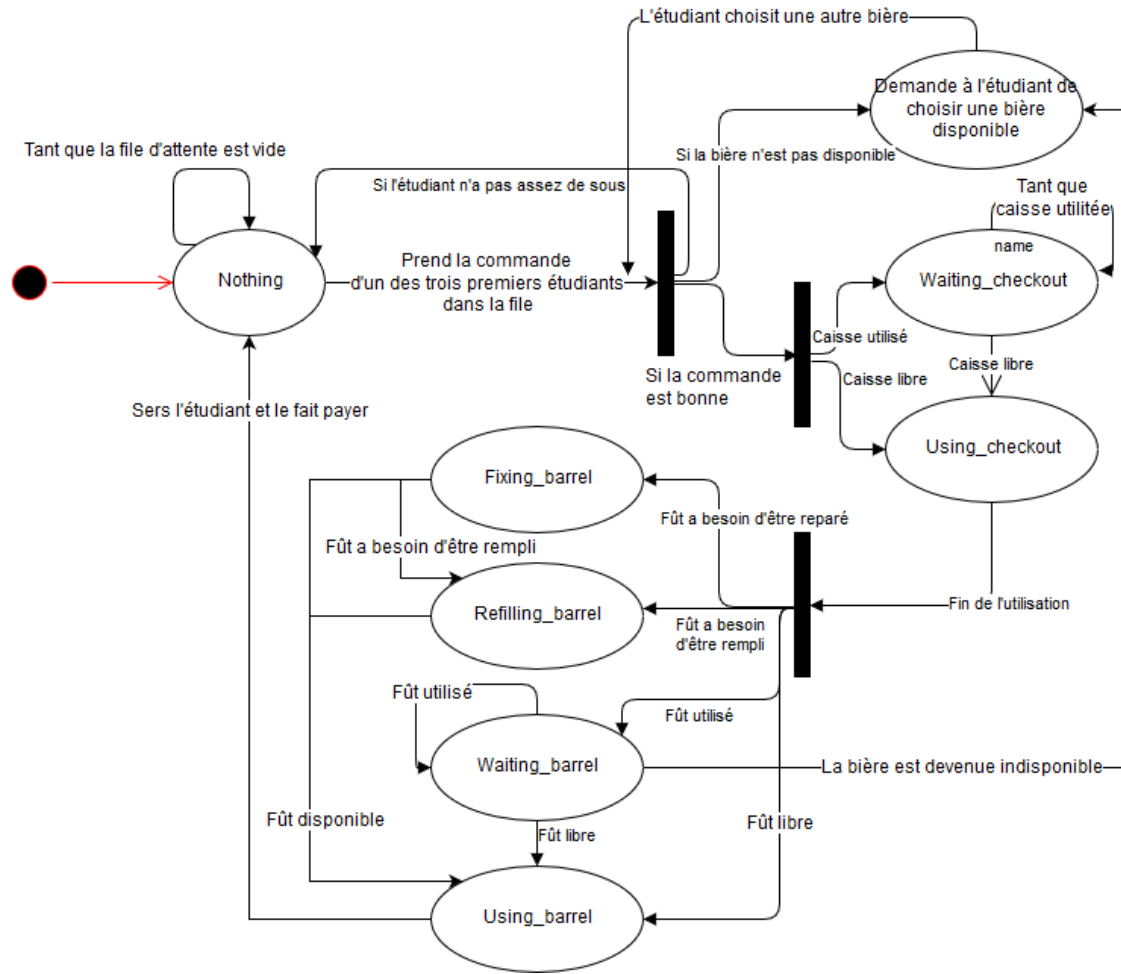 L'étudiant choisit une autre bière
Demande à l'étudiant de
choisir une bière
disponible
Tant que la file d'attente est vide
Si la bière n'est pas disponible
Si l'étudiant n'a pas assez de sous
Tant que
caisse utilitée
name
Nothing
Prend la commande
d'un des trois premiers étudiants
dans la file
Waiting_checkout
Caisse utilisé
Caisse libre
Caisse libre
Si la commande
est bonne
Sers l'étudiant et le fait payer
Using_checkout
Fixing_barrel
Fût a besoin d'être reparé
Fût a besoin d'être rempli
Refilling_barrel
Fin de l'utilisation
Fût a besoin
d'être rempli
Fût utilisé
Fût utilisé
Waiting_barrel
La bière est devenue indisponible
Fût disponible
Fût libre
Fût libre
Using_barrel